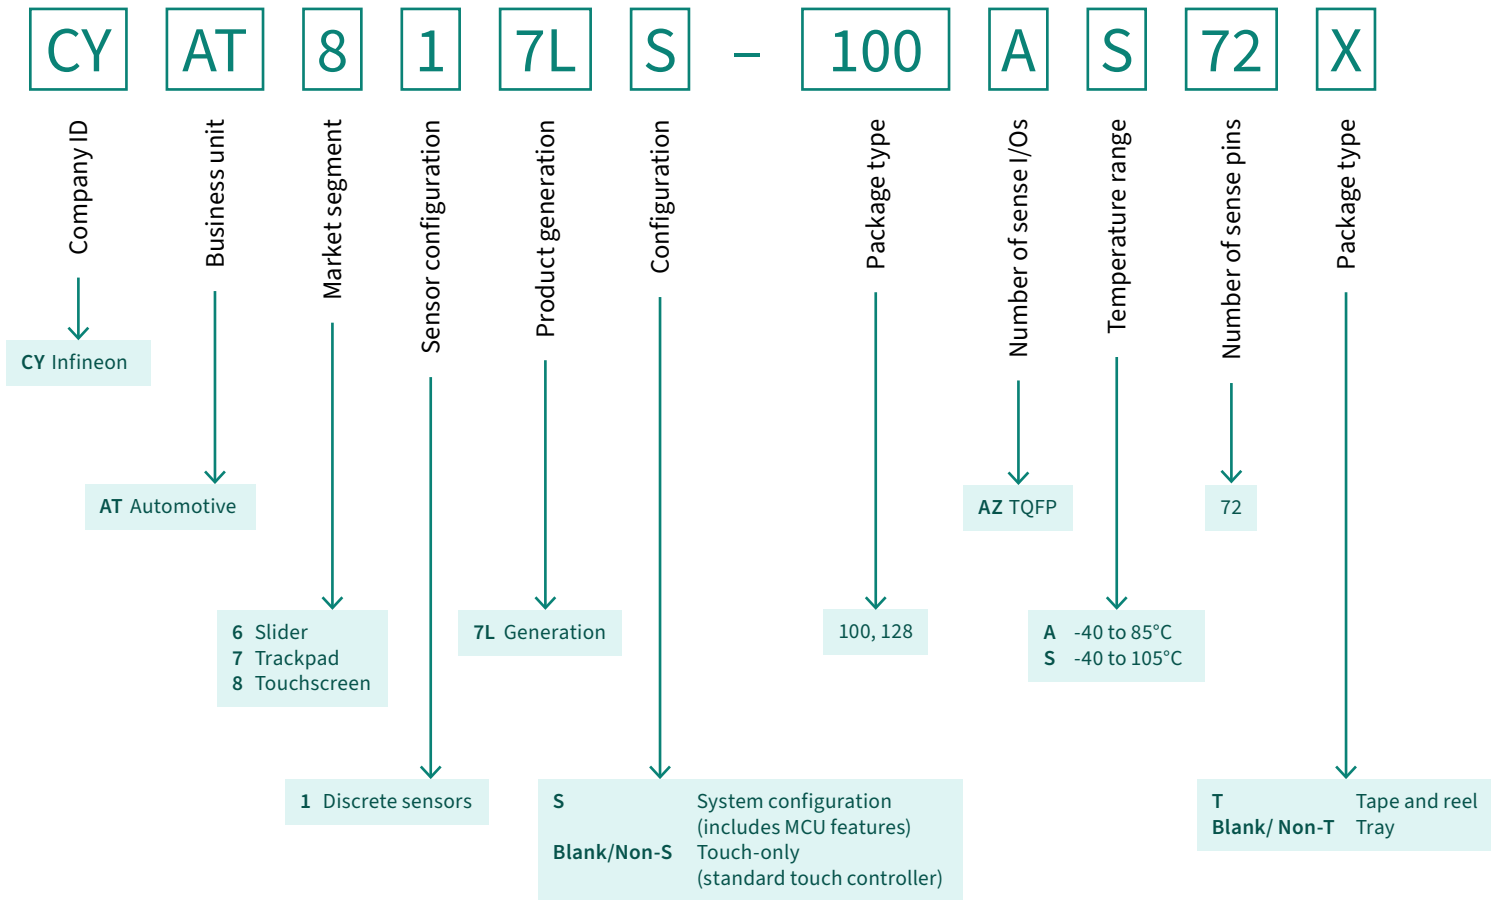 CY AT 8 1 7L S – 100 A S 72 X
Company ID
Business unit
Market segment
Sensor configuration
Product generation
Configuration
Package type
Number of sense I/Os
Temperature range
Number of sense pins
Package type
CY Infineon
AT Automotive
AZ TQFP
72
6 Slider
7 Trackpad
8 Touchscreen
7L Generation
100, 128
A -40 to 85°C
S -40 to 105°C
1 Discrete sensors
S System configuration
(includes MCU features)
Blank/Non-S Touch-only
(standard touch controller)
T Tape and reel
Blank/ Non-T Tray